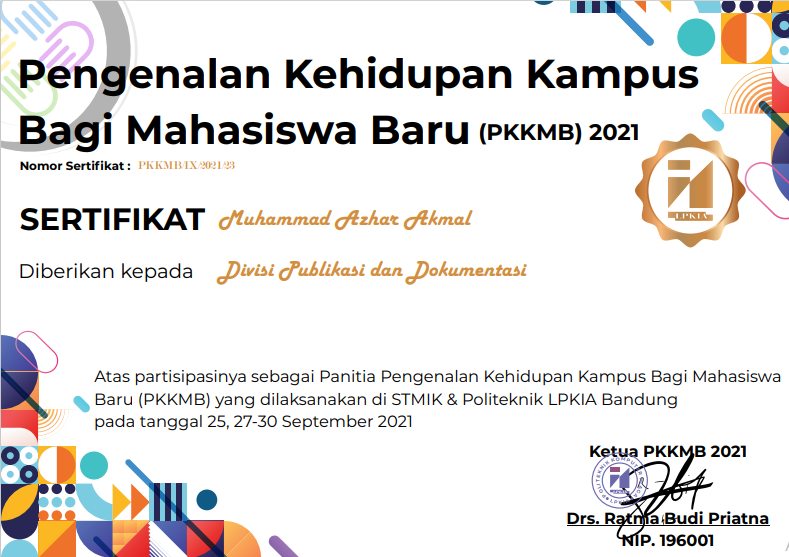 Pengenalan Kehidupan Kampus
Bagi Mahasiswa Baru (PKKMB) 2021
Nomor Sertifikat : PKKMB/IX/2021/23
SERTIFIKAT Muhammad Azhar Akmal
Diberikan kepada Divisi Publikasi dan Dokumentasi
LPKIA
Atas partisipasinya sebagai Panitia Pengenalan Kehidupan Kampus Bagi Mahasiswa
Baru (PKKMB) yang dilaksanakan di STMIK & Politeknik LPKIA Bandung
pada tanggal 25, 27-30 September 2021
Ketua PKKMB 2021
POLITEKNIK KOMPUTER
Drs. Ratma Budi Priatna
NIP. 196001